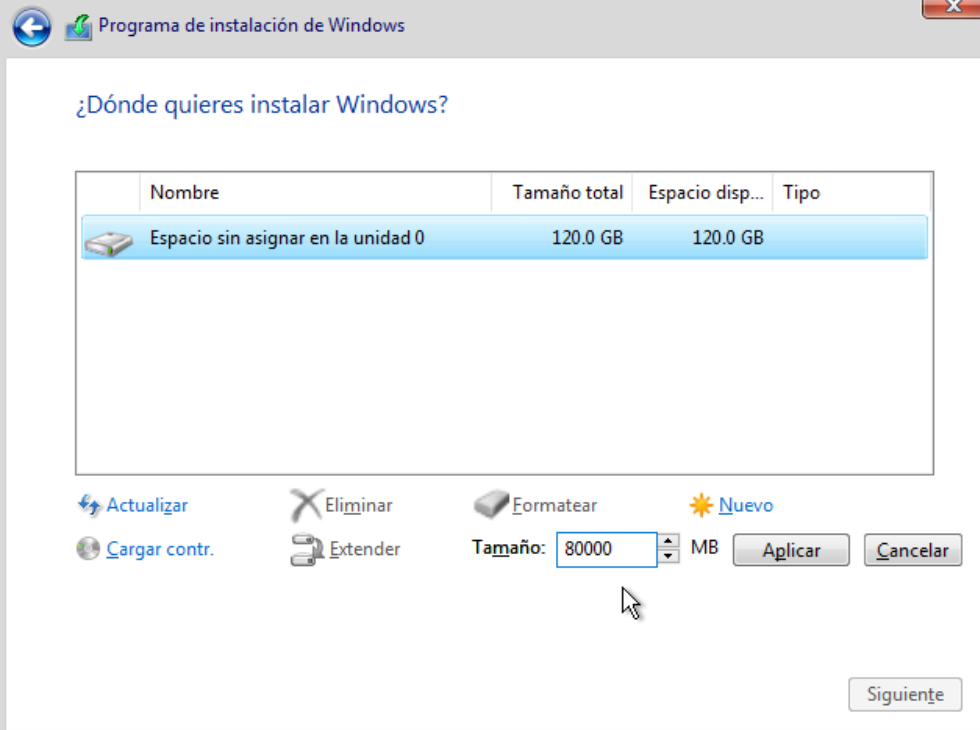 Programa de instalación de Windows
¿Dónde quieres instalar Windows?
Nombre Tamaño total Espacio disp... Tipo
Espacio sin asignar en la unidad 0 120.0 GB 120.0 GB
Actualizar Eliminar Formatear Nuevo
Cargar contr. Extender Tamaño: 80000 MB Aplicar Cancelar
Siguiente